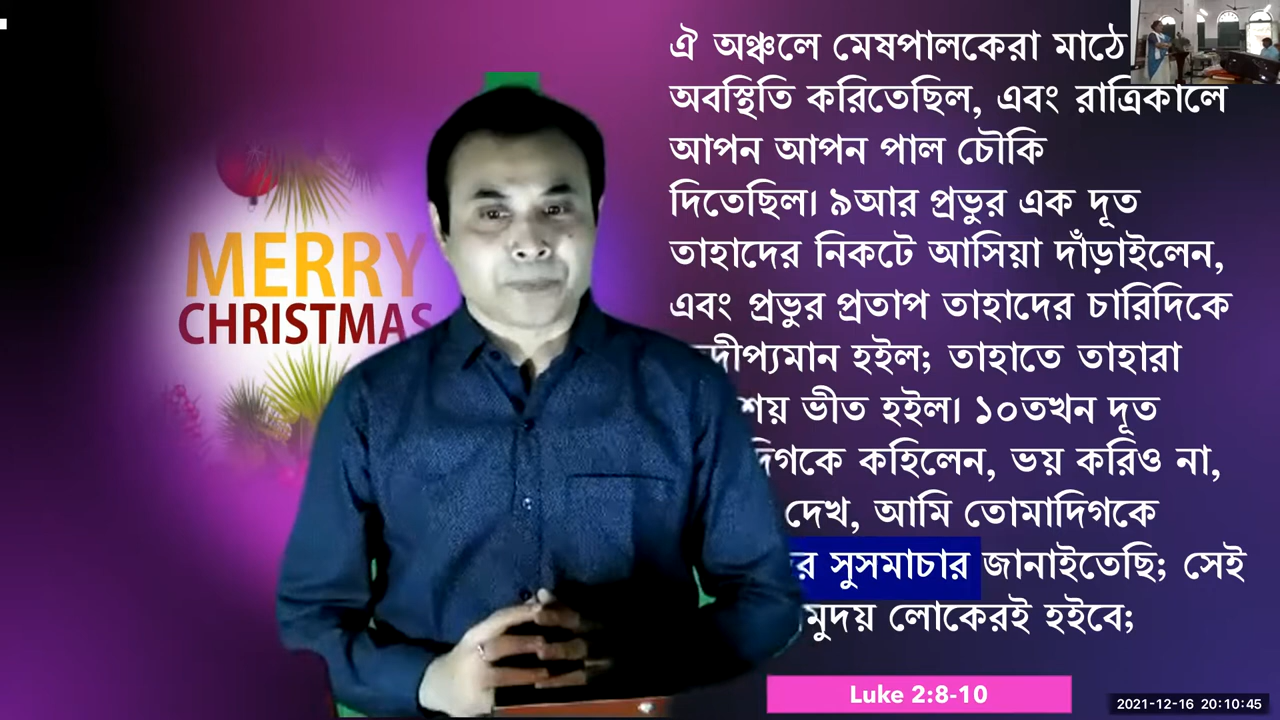 MERRY
CHRISTMAS
ঐ অঞ্চলে মেষপালকেরা মাঠে
অবস্থিতি করিতেছিল, এবং রাত্রিকালে
আপন আপন পাল চৌকি
দিতেছিল। ৯আর প্রভুর এক দূত
তাহাদের নিকটে আসিয়া দাঁড়াইলেন,
এবং প্রভুর প্রতাপ তাহাদের চারিদিকে
হইল; তাহাতে তাহারা
ভীত হইল। ১০তখন দূত
কহিলেন, ভয় করিও না,
দেখ, আমি তোমাদিগকে
সুসমাচার জানাইতেছি; সেই
লোকেরই হইবে;
Luke 2:8-10
2021-12-16 20:10:45